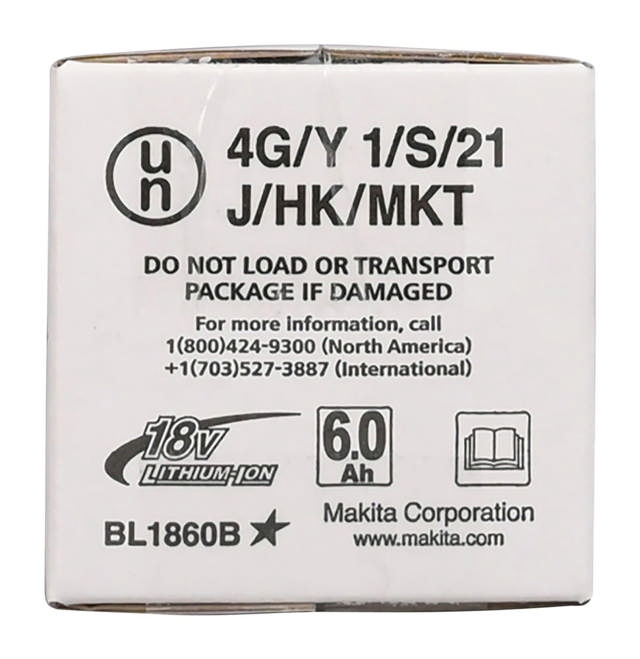 un
4G/Y 1/S/21
J/HK/MKT
DO NOT LOAD OR TRANSPORT
PACKAGE IF DAMAGED
For more information, call
1(800)424-9300 (North America)
+1(703)527-3887 (International)
18V
LITHIUM-ION
6.0
Ah
BL1860B★
Makita Corporation
www.makita.com